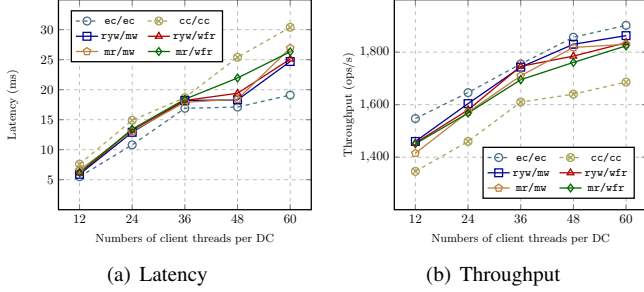 ec/ec
cc/cc
ryw/mw
ryw/wfr
mr/mw
mr/wfr
30
25
20
15
10
5
Latency (ms)
12
24
36
48
60
Numbers of client threads per DC
(a) Latency
1,800
1,600
1,400
Throughput (ops/s)
ec/ec
cc/cc
ryw/mw
ryw/wfr
mr/mw
mr/wfr
12
24
36
48
60
Numbers of client threads per DC
(b) Throughput